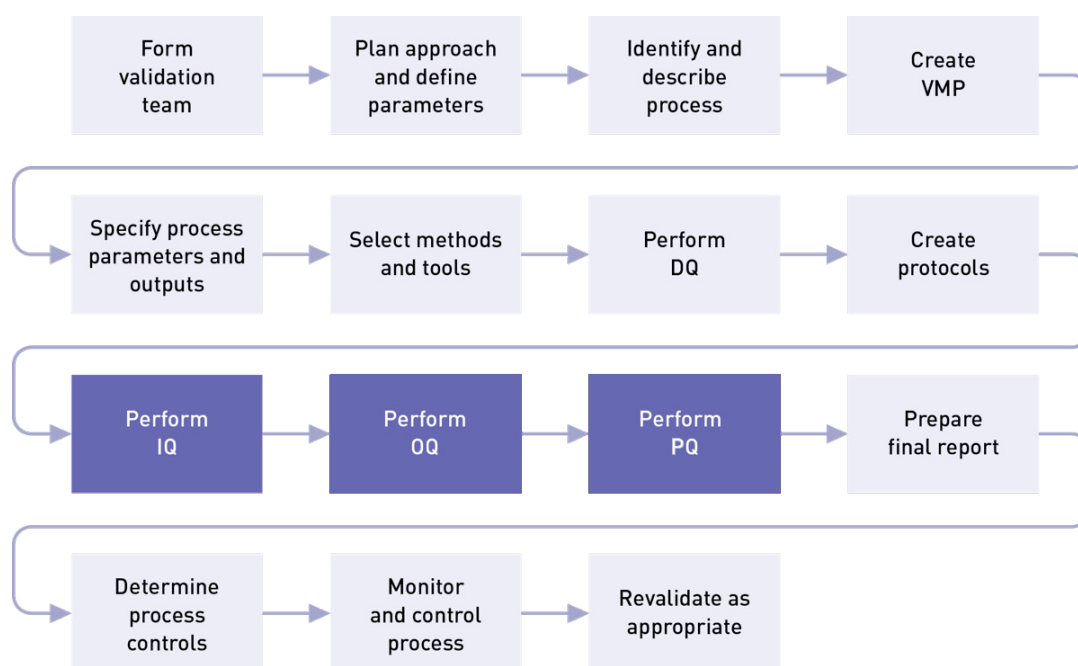 Form
validation
team
Plan approach
and define
parameters
Identify and
describe
process
Create
VMP
Specify process
parameters and
outputs
Select methods
and tools
Perform
DQ
Create
protocols
Perform
IQ
Perform
OQ
Perform
PQ
Prepare
final report
Determine
process
controls
Monitor
and control
process
Revalidate as
appropriate